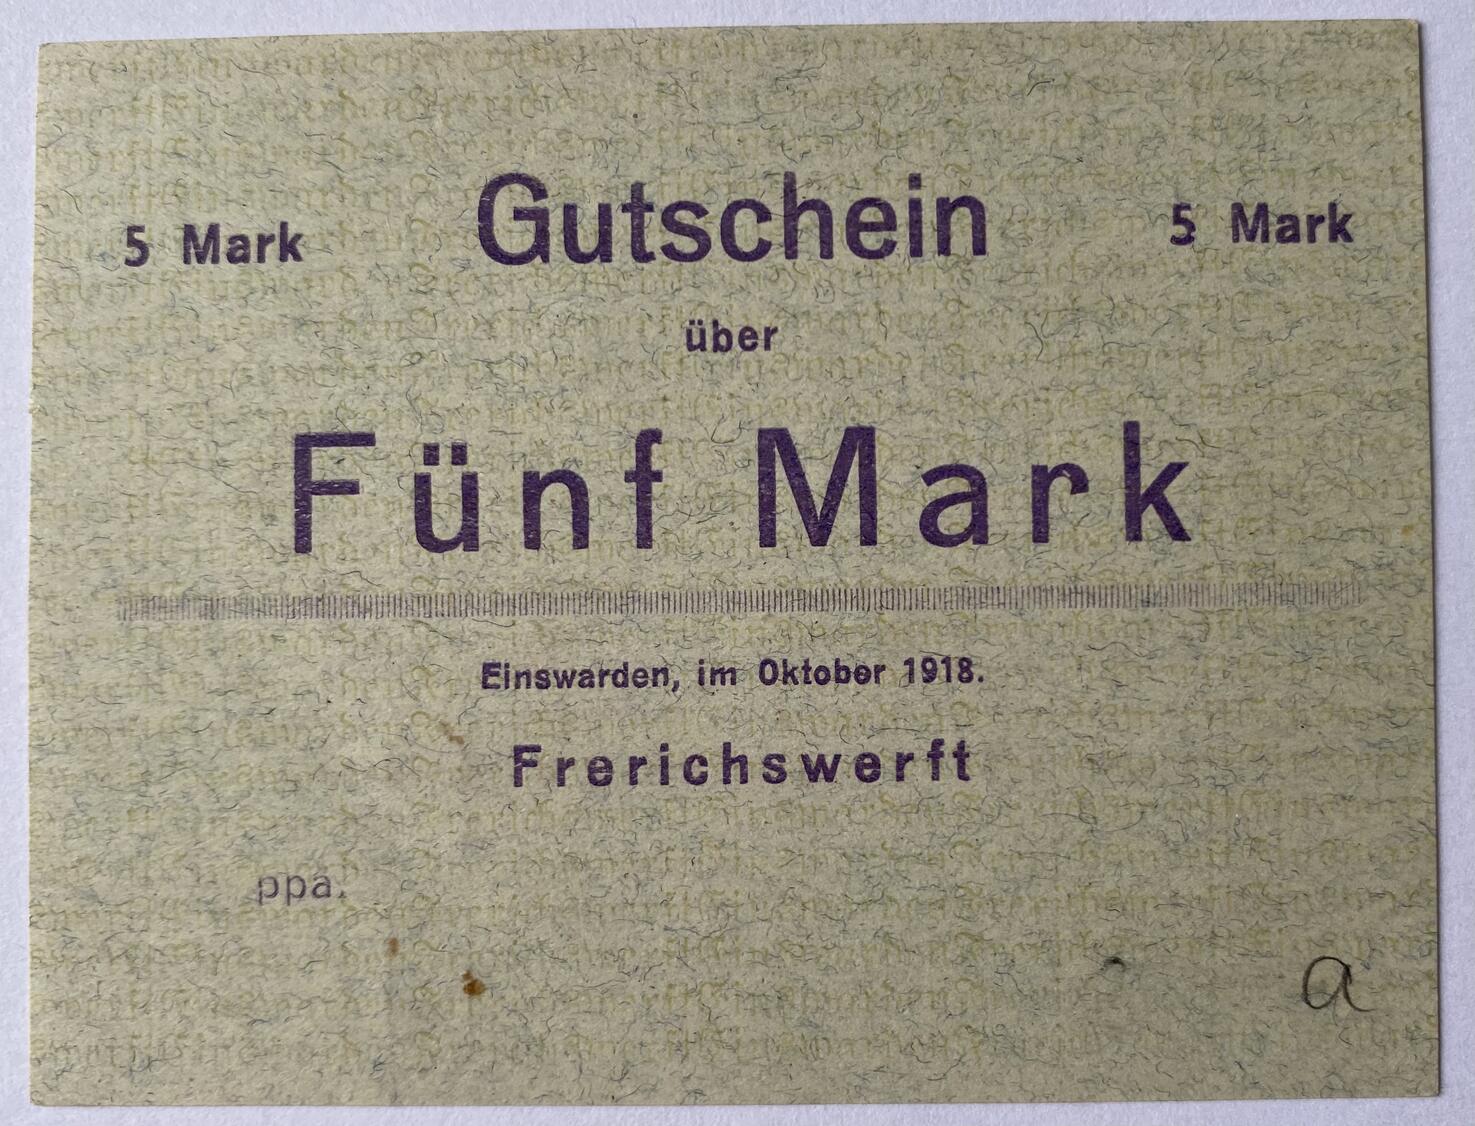 5 Mark Gutschein 5 Mark
über
Fünf Mark
Einswarden, im Oktober 1918.
Frerichswerft
ppa.
a